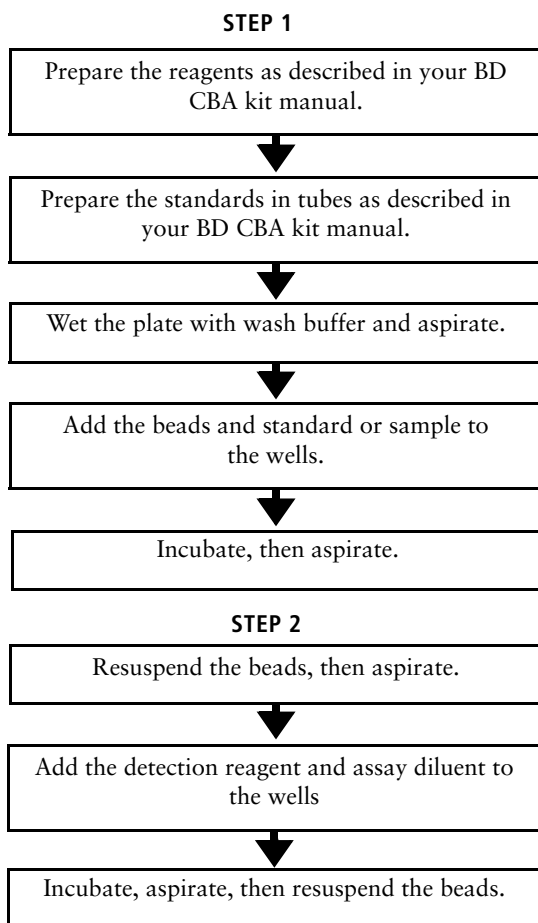 STEP 1
Prepare the reagents as described in your BD
CBA kit manual.
Prepare the standards in tubes as described in
your BD CBA kit manual.
Wet the plate with wash buffer and aspirate.
Add the beads and standard or sample to
the wells.
Incubate, then aspirate.
STEP 2
Resuspend the beads, then aspirate.
Add the detection reagent and assay diluent to
the wells
Incubate, aspirate, then resuspend the beads.